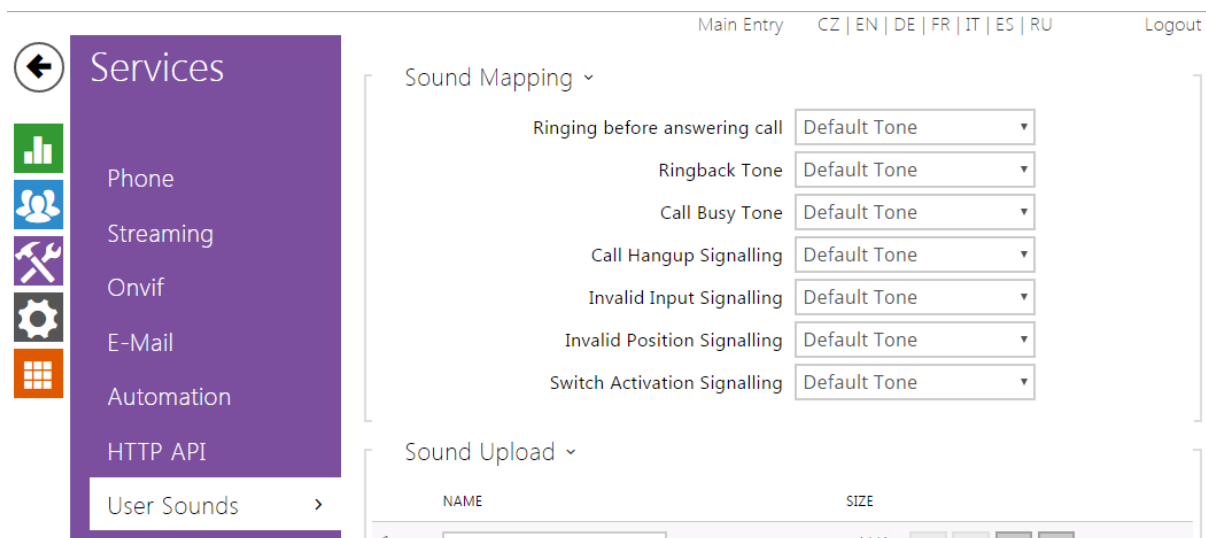 Main Entry CZ | EN | DE | FR | IT | ES | RU Logout
Services
Phone
Streaming
Onvif
E-Mail
Automation
HTTP API
User Sounds
Sound Mapping
Ringing before answering call Default Tone
Ringback Tone Default Tone
Call Busy Tone Default Tone
Call Hangup Signalling Default Tone
Invalid Input Signalling Default Tone
Invalid Position Signalling Default Tone
Switch Activation Signalling Default Tone
Sound Upload
NAME SIZE